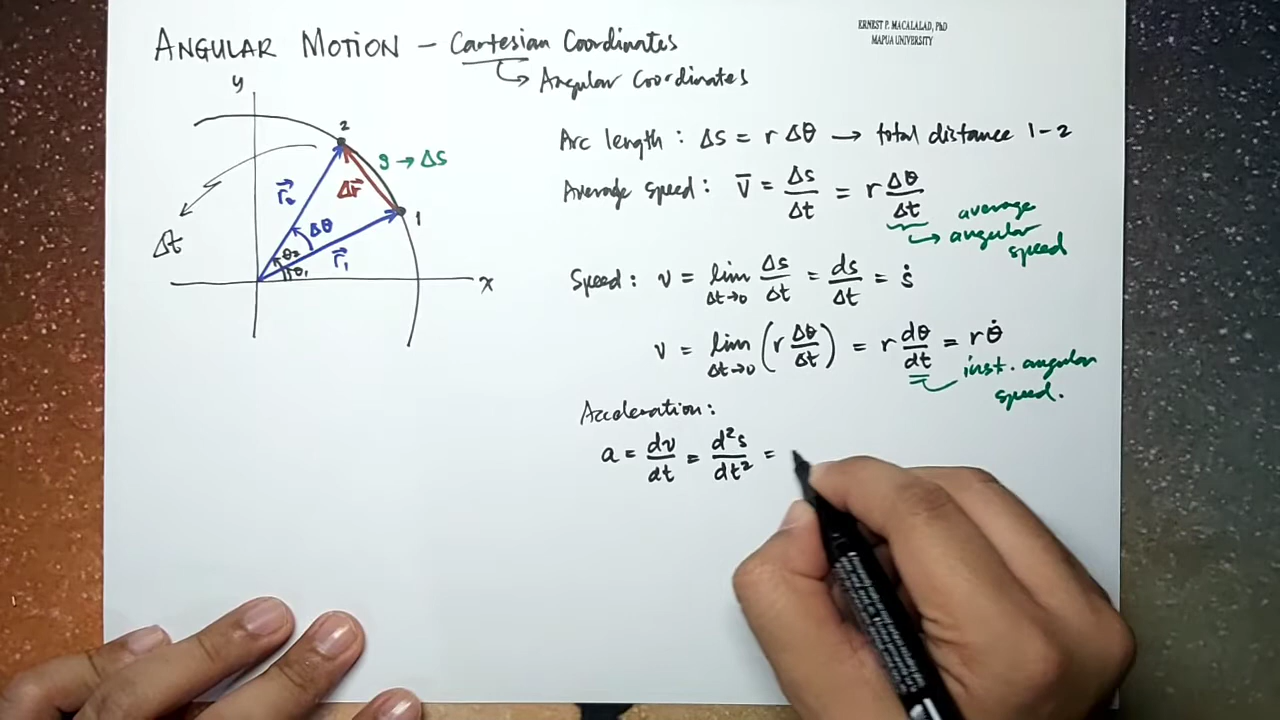 ERNEST P. MACALALAD, PhD
MAPUA UNIVERSITY
ANGULAR MOTION – Cartesian Coordinates
↳ Angular Coordinates
y
2
s → Δs
Δr⃗
r⃗₂
1
Δθ
Δt
θ₂
r⃗₁
θ₁
x
Arc length : Δs = r Δθ → total distance 1–2
Average speed : v̅ = Δs/Δt = r Δθ/Δt
↳ average
angular
speed
Speed : v = lim Δt→0 Δs/Δt = ds/Δt = ṡ
v = lim Δt→0 (r Δθ/Δt) = r dθ/dt = rθ̇
inst. angular
speed.
Acceleration :
a = dv/dt = d²s/dt² =